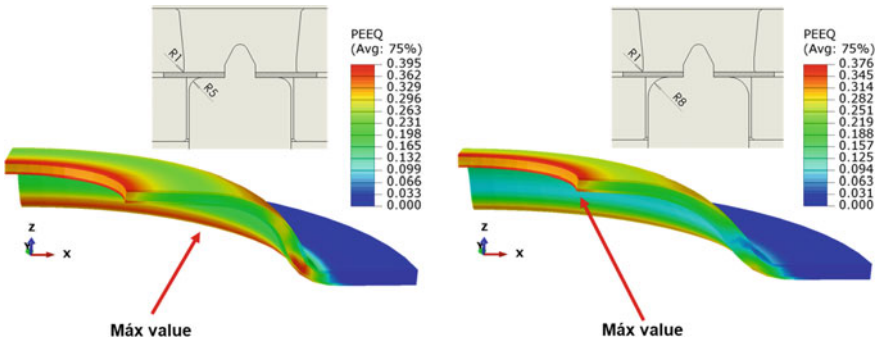 R1
R5
PEEQ
(Avg: 75%)
0.395
0.362
0.329
0.296
0.263
0.230
0.198
0.165
0.132
0.099
0.066
0.033
0.000
Z
Y
X
Máx value
R1
R8
PEEQ
(Avg: 75%)
0.376
0.345
0.314
0.282
0.251
0.219
0.188
0.157
0.125
0.094
0.063
0.031
0.000
Z
Y
X
Máx value